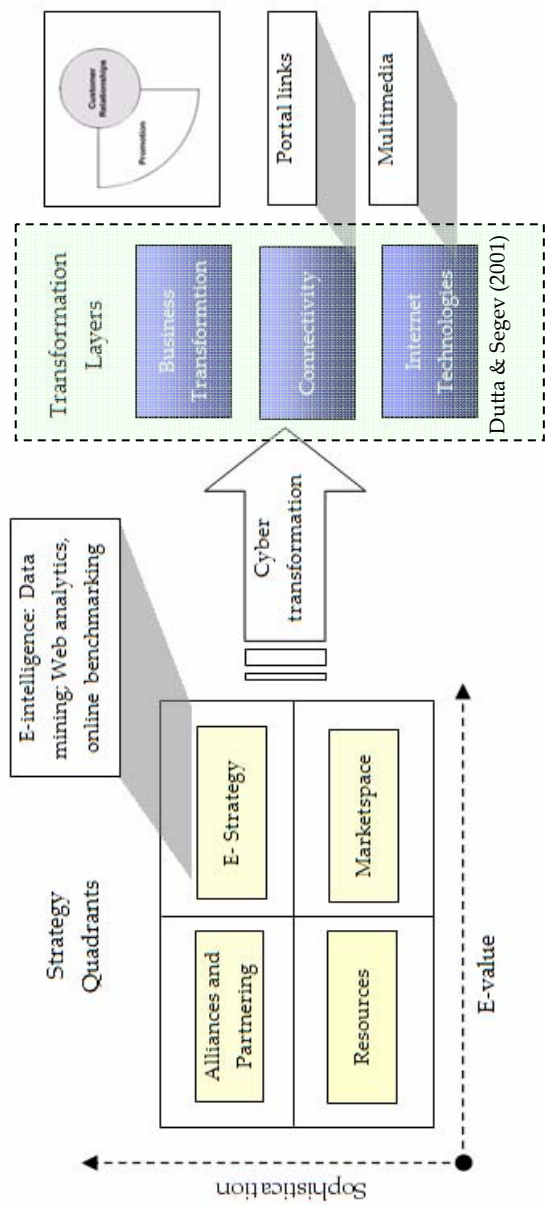 Strategy
Quadrants
E-intelligence: Data
mining; Web analytics,
online benchmarking
Alliances and
Partnering
E- Strategy
Resources
Marketspace
Sophistication
E-value
Cyber
transformation
Transformation
Layers
Business
Transformtion
Connectivity
Internet
Technologies
Dutta & Segev (2001)
Customer
Relationships
Promotion
Portal links
Multimedia